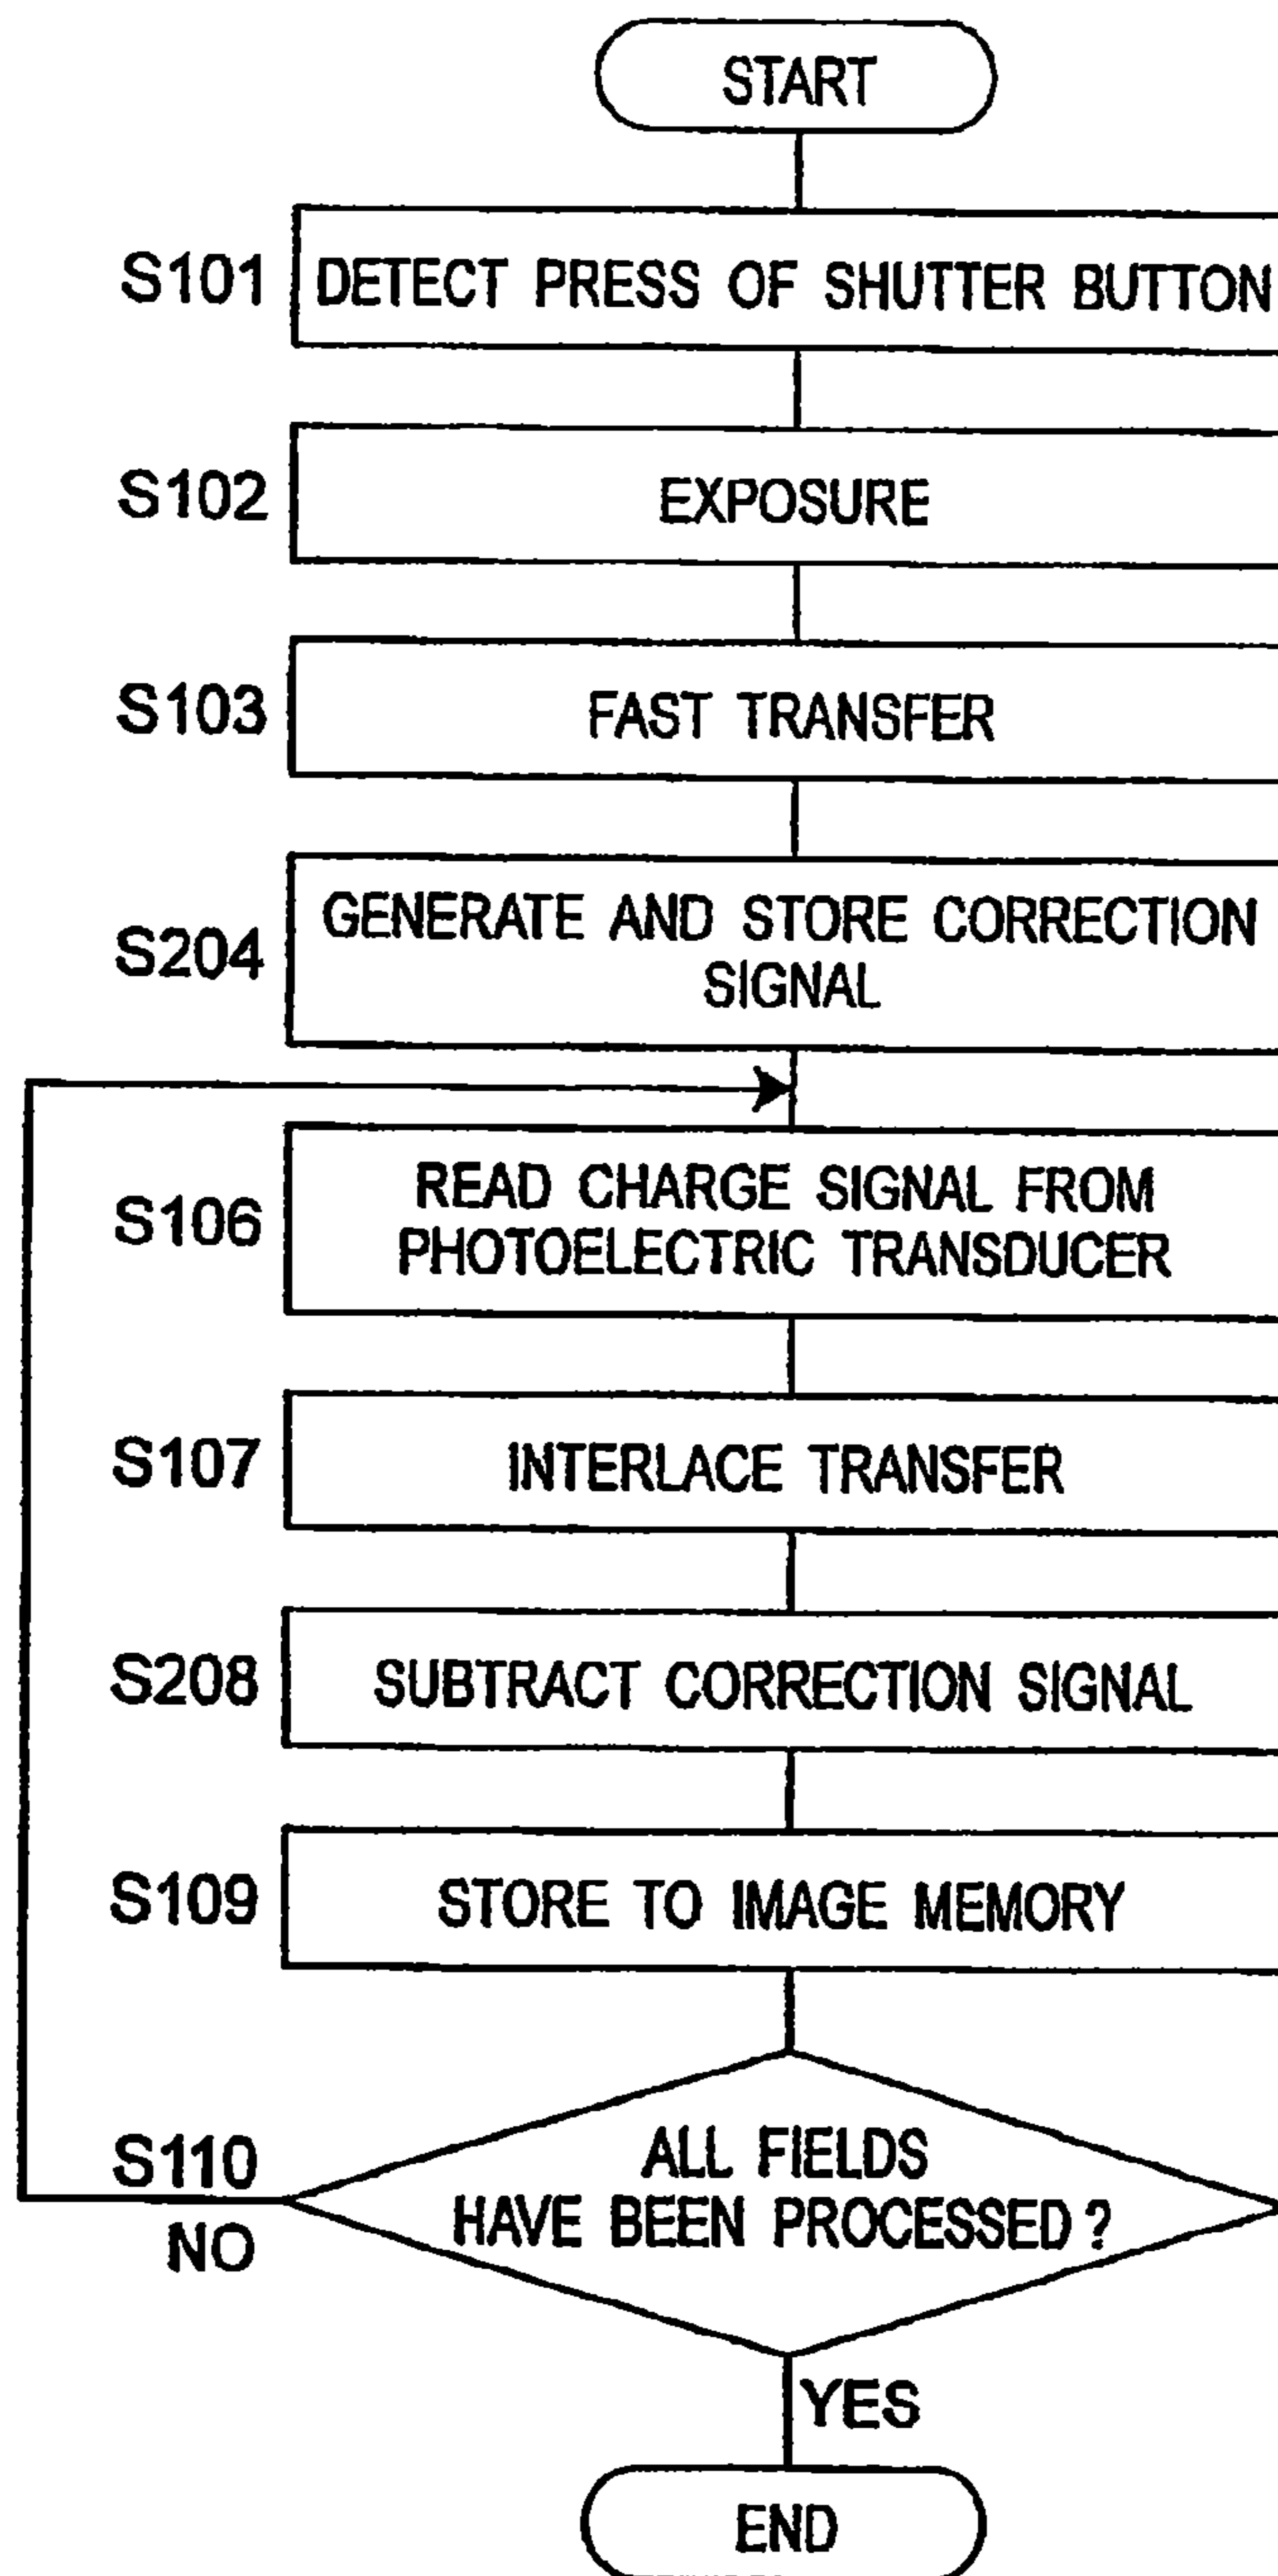 START
S101 DETECT PRESS OF SHUTTER BUTTON
S102 EXPOSURE
S103 FAST TRANSFER
S204 GENERATE AND STORE CORRECTION
SIGNAL
S106 READ CHARGE SIGNAL FROM
PHOTOELECTRIC TRANSDUCER
S107 INTERLACE TRANSFER
S208 SUBTRACT CORRECTION SIGNAL
S109 STORE TO IMAGE MEMORY
S110 ALL FIELDS
HAVE BEEN PROCESSED ?
NO
YES
END